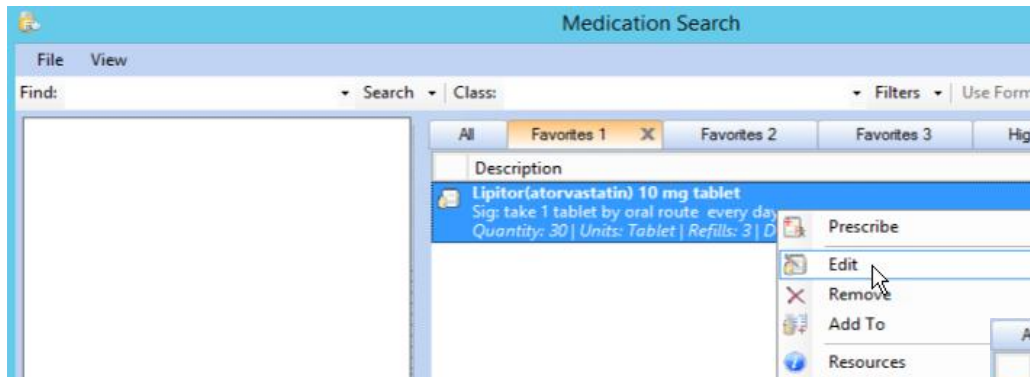 Medication Search
File View
Find: Search Class: Filters Use Form
All Favorites 1 X Favorites 2 Favorites 3 Hig
Description
Lipitor(atorvastatin) 10 mg tablet
Sig: take 1 tablet by oral route every day
Quantity: 30 | Units: Tablet | Refills: 3 | D
Prescribe
Edit
Remove
Add To
A
Resources